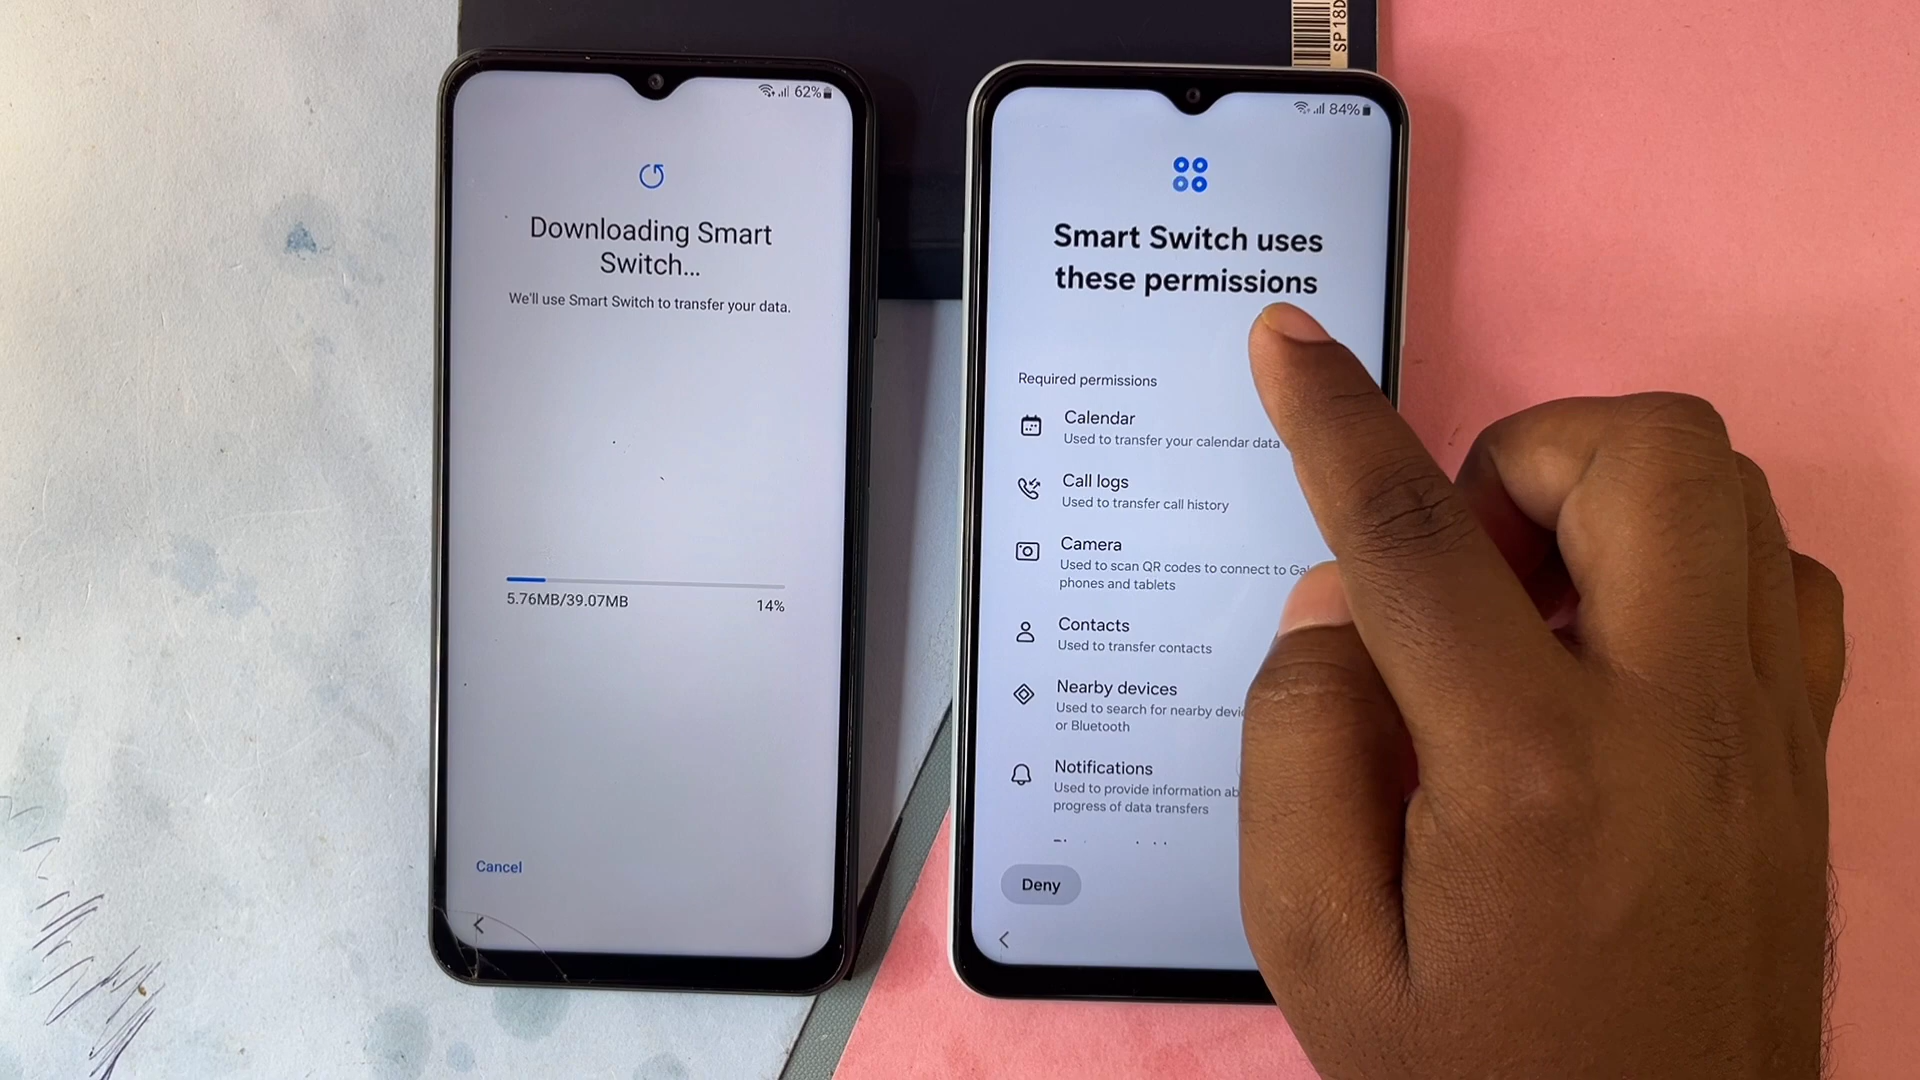 SP 18D
62%
Downloading Smart
Switch...
We'll use Smart Switch to transfer your data.
5.76MB/39.07MB
14%
Cancel
84%
Smart Switch uses
these permissions
Required permissions
Calendar
Used to transfer your calendar data
Call logs
Used to transfer call history
Camera
Used to scan QR codes to connect to
phones and tablets
Contacts
Used to transfer contacts
Nearby devices
Used to search for nearby
or Bluetooth
Notifications
Used to provide information
progress of data transfers
Deny